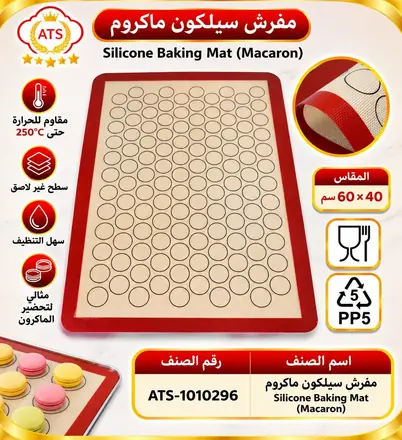 ATS
مفرش سيلكون ماكروم
Silicone Baking Mat (Macaron)
مقاوم للحرارة
حتى 250°C
سطح غير لاصق
سهل التنظيف
مثالي
لتحضير
الماكرون
المقاس
40 × 60 سم
5
PP5
اسم الصنف
رقم الصنف
مفرش سيلكون ماكروم
Silicone Baking Mat
(Macaron)
ATS-1010296